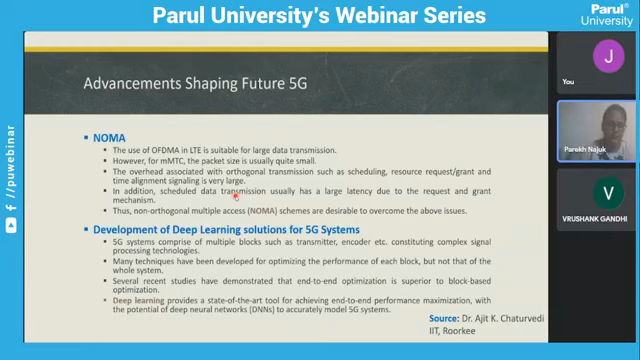 Parul University's Webinar Series
Parul®
University
Advancements Shaping Future 5G
NOMA
The use of OFDMA in LTE is suitable for large data transmission.
However, for mMTC, the packet size is usually quite small.
The overhead associated with orthogonal transmission such as scheduling, resource request/grant and
time alignment signaling is very large.
In addition, scheduled data transmission usually has a large latency due to the request and grant
mechanism.
Thus, non-orthogonal multiple access (NOMA) schemes are desirable to overcome the above issues.
Development of Deep Learning solutions for 5G Systems
5G systems comprise of multiple blocks such as transmitter, encoder etc. constituting complex signal
processing technologies.
Many techniques have been developed for optimizing the performance of each block, but not that of the
whole system.
Several recent studies have demonstrated that end-to-end optimization is superior to block-based
optimization.
Deep learning provides a state-of-the-art tool for achieving end-to-end performance maximization, with
the potential of deep neural networks (DNNs) to accurately model 5G systems.
Source: Dr. Ajit K. Chaturvedi
IIT, Roorkee
J
You
Parekh Najuk
V
VRUSHANK GANDHI
/puwebinar